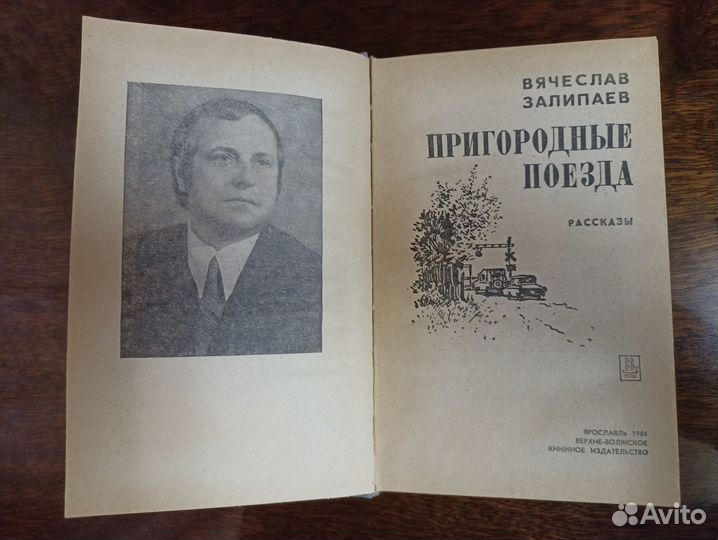 ВЯЧЕСЛАВ
ЗАЛИПАЕВ
ПРИГОРОДНЫЕ
ПОЕЗДА
РАССКАЗЫ
ЯРОСЛАВЛЬ 1984
ВЕРХНЕ-ВОЛЖСКОЕ
КНИЖНОЕ ИЗДАТЕЛЬСТВО
Avito